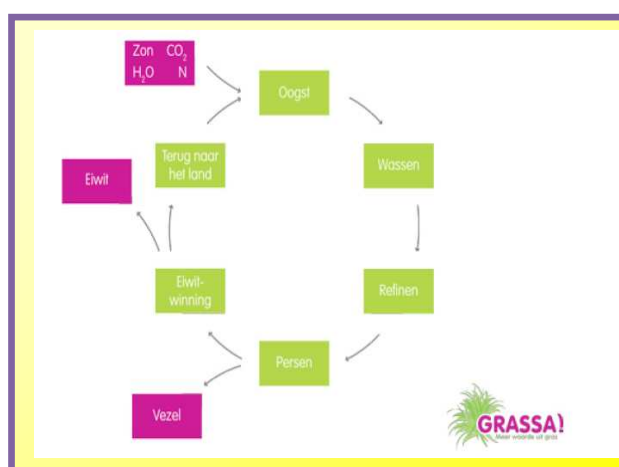 Zon CO₂
H₂O N
Oogst
Wassen
Refinen
Persen
Vezel
Eiwit-
winning
Eiwit
Terug naar
het land
GRASSA!
Meer waarde uit gras